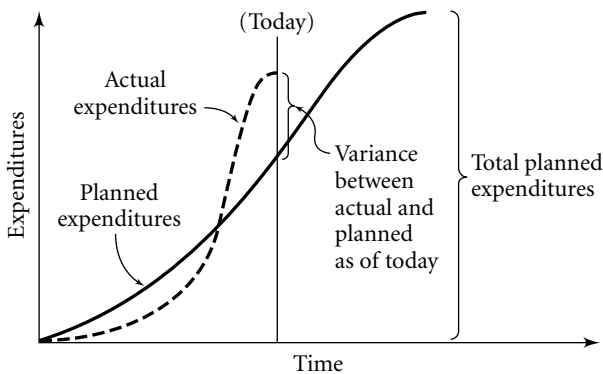 (Today)
Actual
expenditures
Planned
expenditures
Variance
between
actual and
planned
as of today
Total planned
expenditures
Expenditures
Time